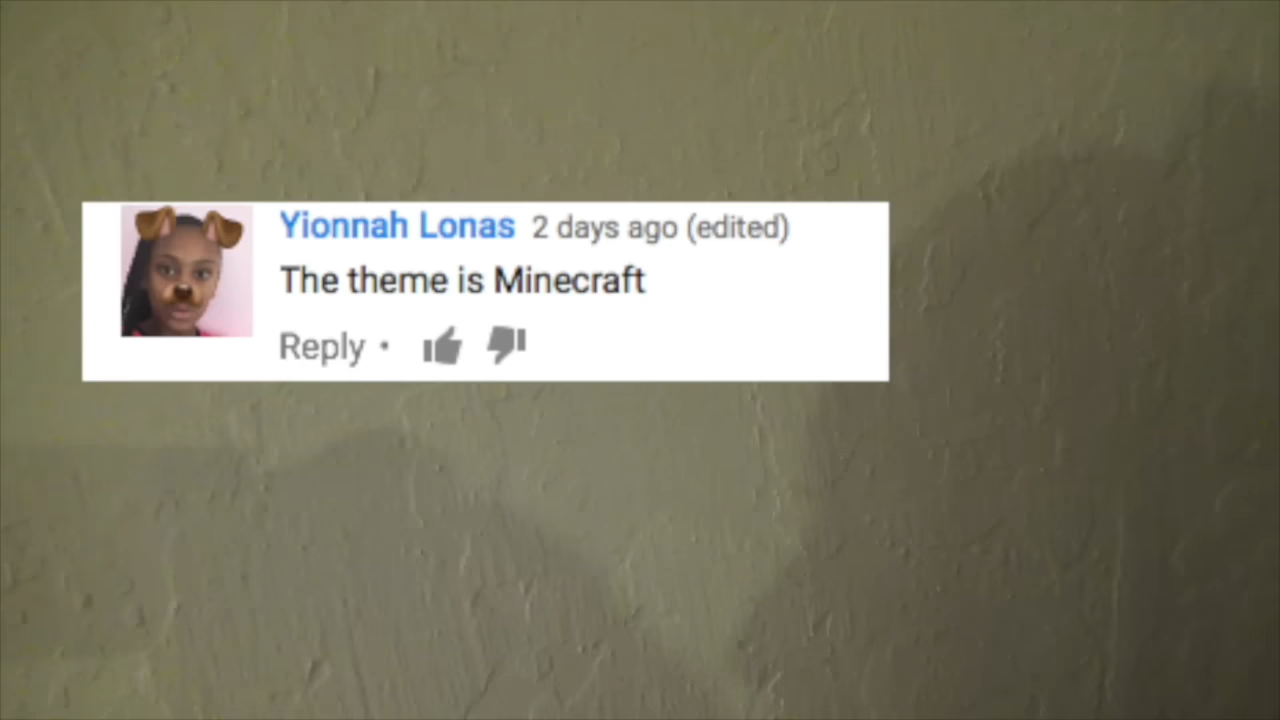 Yionnah Lonas 2 days ago (edited)
The theme is Minecraft
Reply •